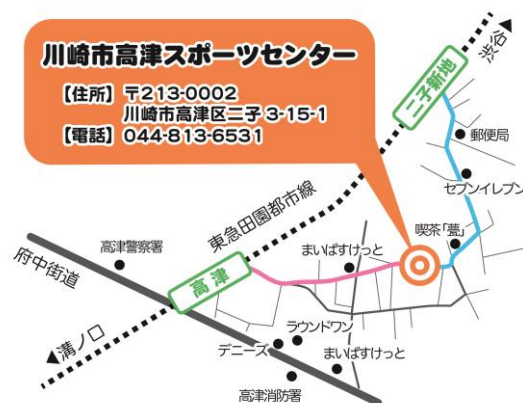 川崎市高津スポーツセンター
【住所】〒213-0002
川崎市高津区二子3-15-1
【電話】044-813-6531
渋谷▶
二子新地
郵便局
セブンイレブン
東急田園都市線
喫茶「甍」
まいばすけっと
高津警察署
府中街道
高津
◀溝ノ口
ラウンドワン
デニーズ
まいばすけっと
高津消防署